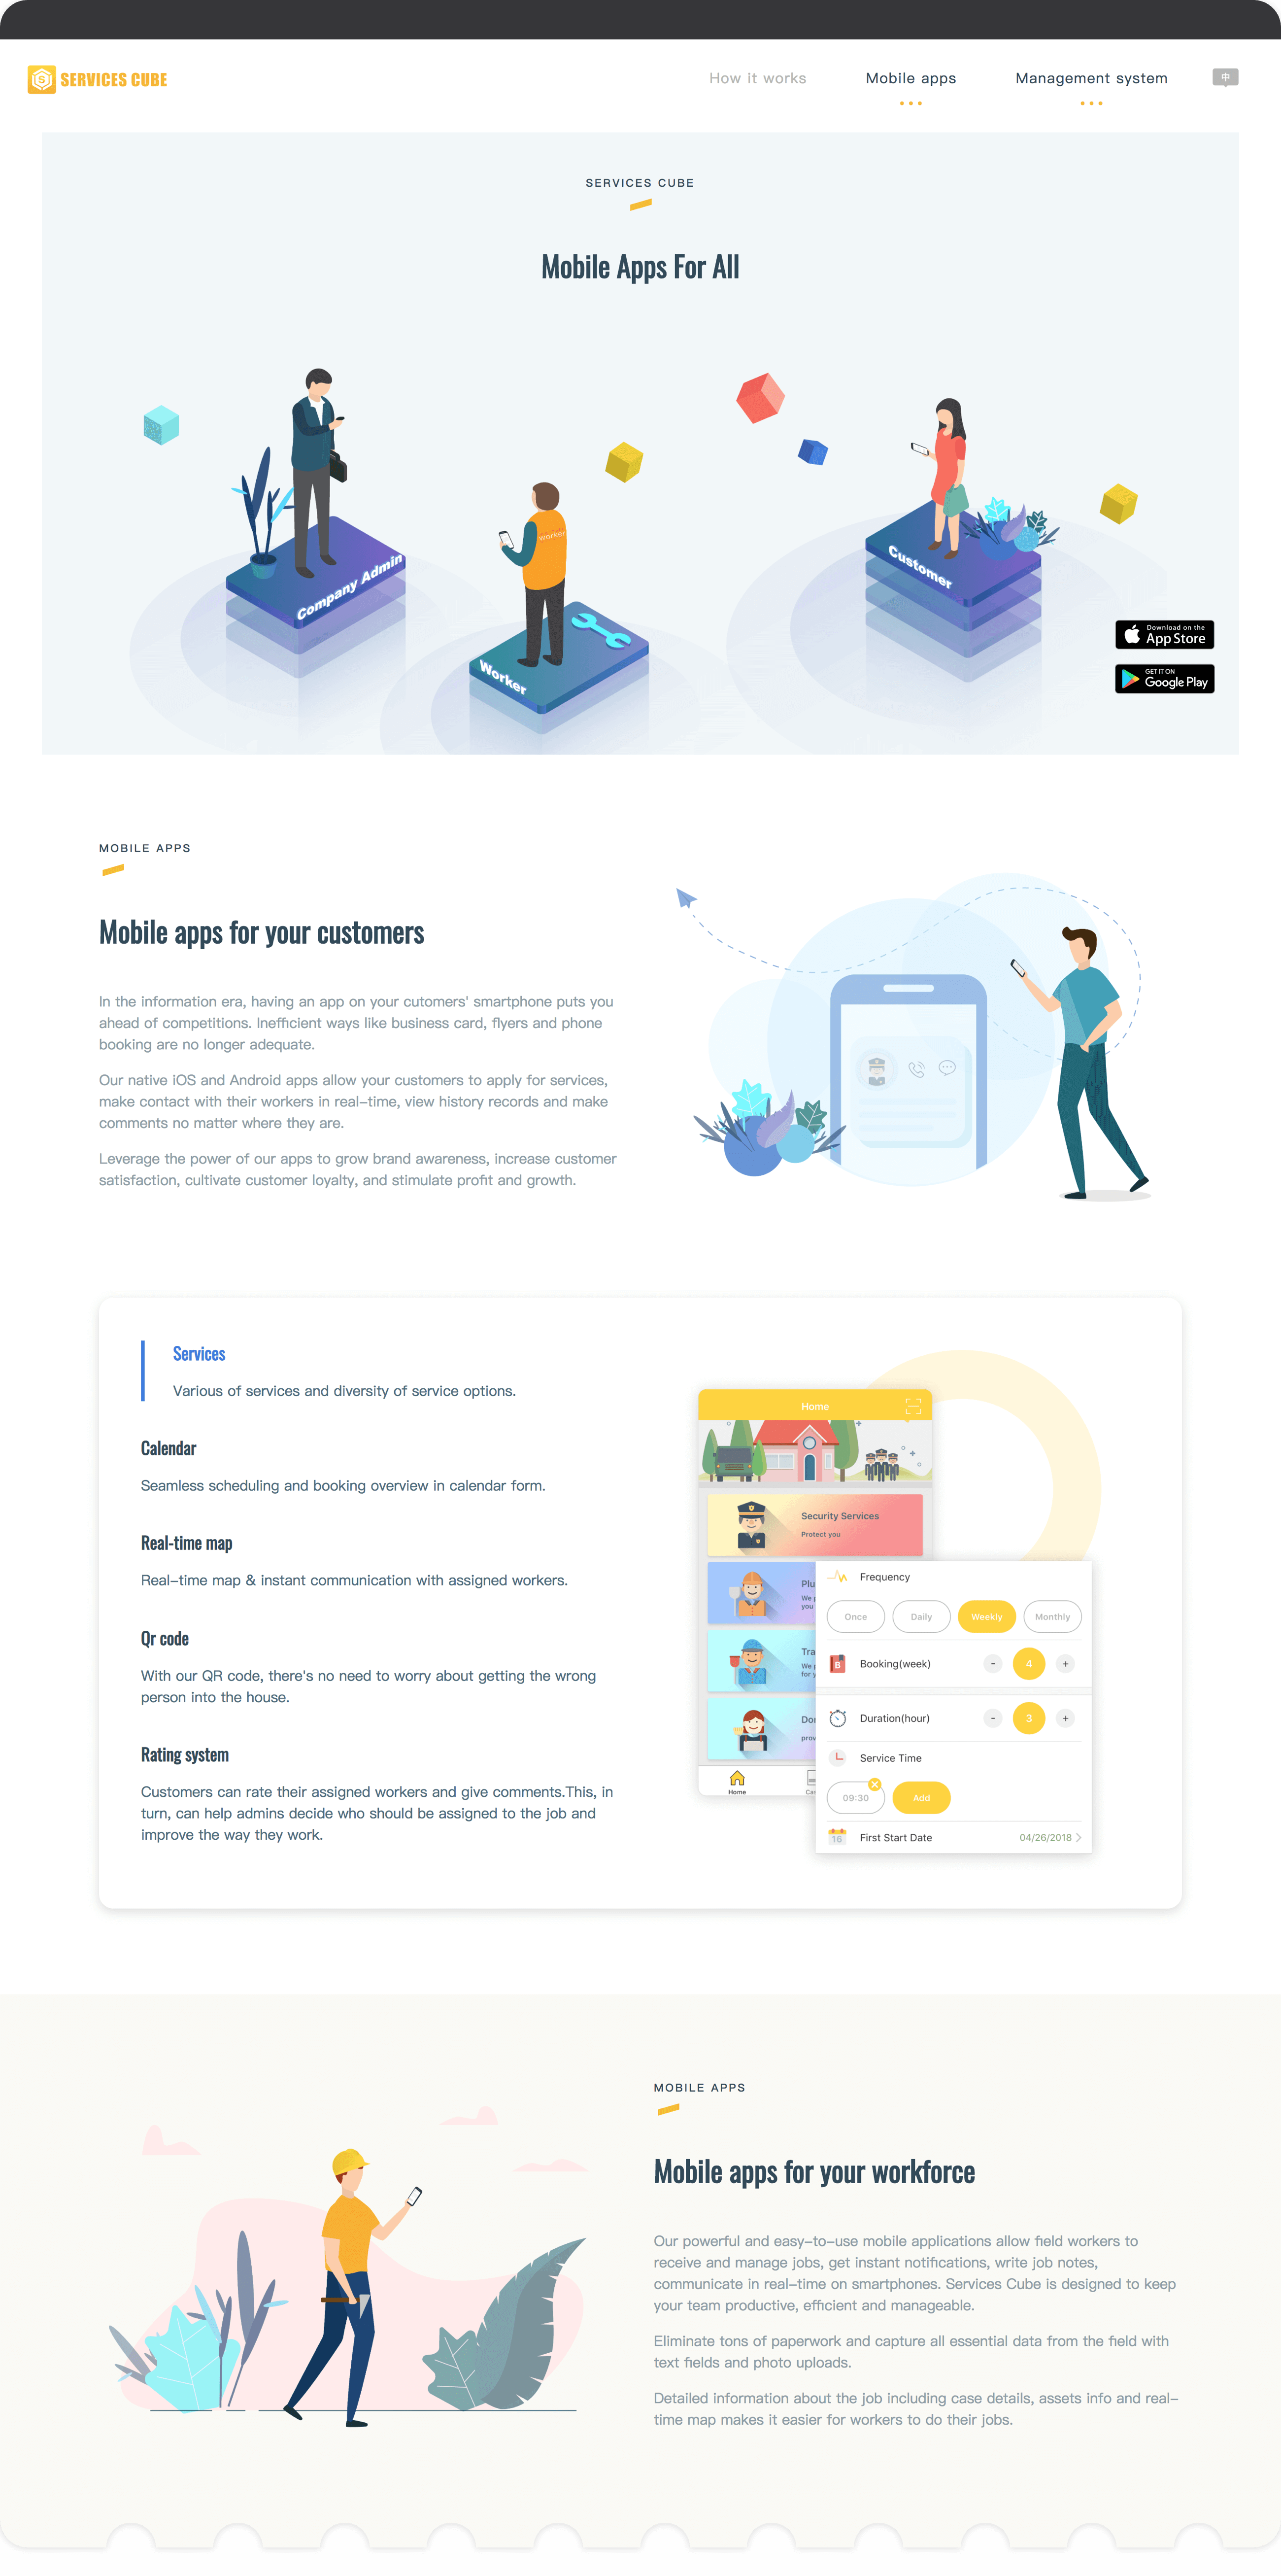 SERVICES CUBE
How it works
Mobile apps
Management system
中
SERVICES CUBE
Mobile Apps For All
Company Admin
worker
Worker
Customer
Download on the
App Store
GET IT ON
Google Play
MOBILE APPS
Mobile apps for your customers
In the information era, having an app on your cutomers' smartphone puts you
ahead of competitions. Inefficient ways like business card, flyers and phone
booking are no longer adequate.
Our native iOS and Android apps allow your customers to apply for services,
make contact with their workers in real-time, view history records and make
comments no matter where they are.
Leverage the power of our apps to grow brand awareness, increase customer
satisfaction, cultivate customer loyalty, and stimulate profit and growth.
Services
Various of services and diversity of service options.
Calendar
Seamless scheduling and booking overview in calendar form.
Real-time map
Real-time map & instant communication with assigned workers.
Qr code
With our QR code, there's no need to worry about getting the wrong
person into the house.
Rating system
Customers can rate their assigned workers and give comments.This, in
turn, can help admins decide who should be assigned to the job and
improve the way they work.
Home
Security Services
Protect you
Plu
We p
you
Tra
We p
for y
Dor
prov
Home
Cas
Frequency
Once
Daily
Weekly
Monthly
B
Booking(week)
-
4
+
Duration(hour)
-
3
+
Service Time
09:30
Add
16
First Start Date
04/26/2018
MOBILE APPS
Mobile apps for your workforce
Our powerful and easy-to-use mobile applications allow field workers to
receive and manage jobs, get instant notifications, write job notes,
communicate in real-time on smartphones. Services Cube is designed to keep
your team productive, efficient and manageable.
Eliminate tons of paperwork and capture all essential data from the field with
text fields and photo uploads.
Detailed information about the job including case details, assets info and real-
time map makes it easier for workers to do their jobs.